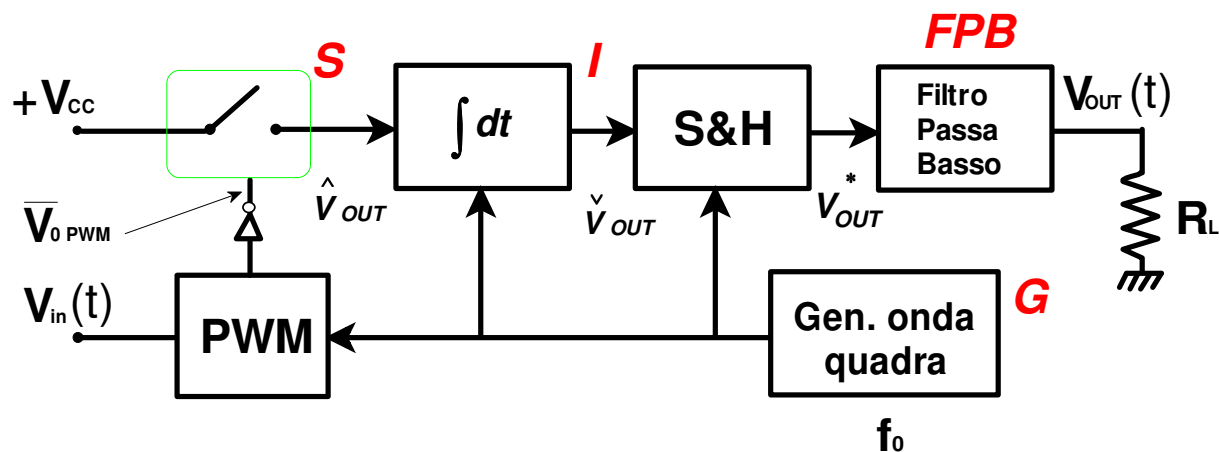 S
I
FPB
+VCC
∫dt
S&H
Filtro
Passa
Basso
VOUT(t)
V̄0 PWM
v̂OUT
v̌OUT
v*OUT
RL
Vin(t)
PWM
Gen. onda
quadra
G
f0